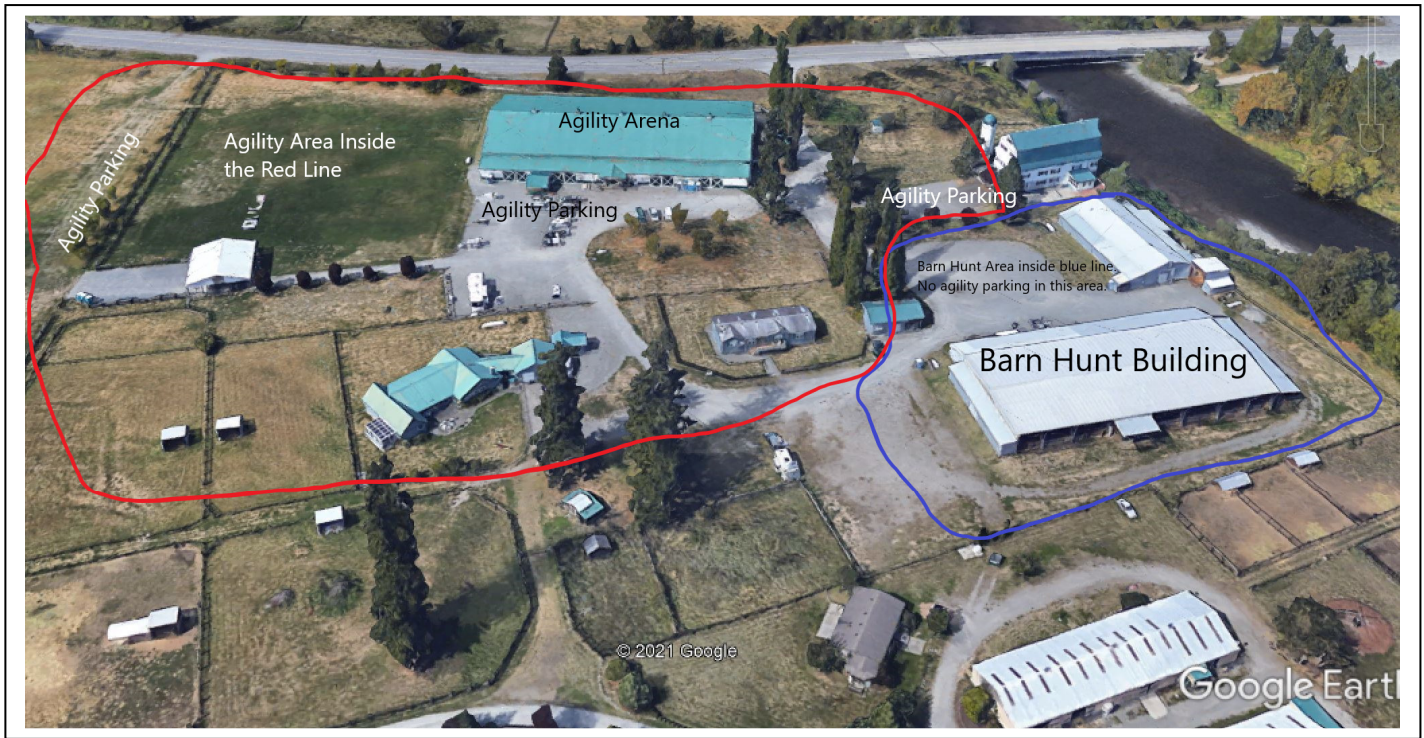 Agility Arena
Agility Area Inside
the Red Line
Agility Parking
Agility Parking
Agility Parking
Barn Hunt Area inside blue line.
No agility parking in this area.
Barn Hunt Building
© 2021 Google
Google Earth